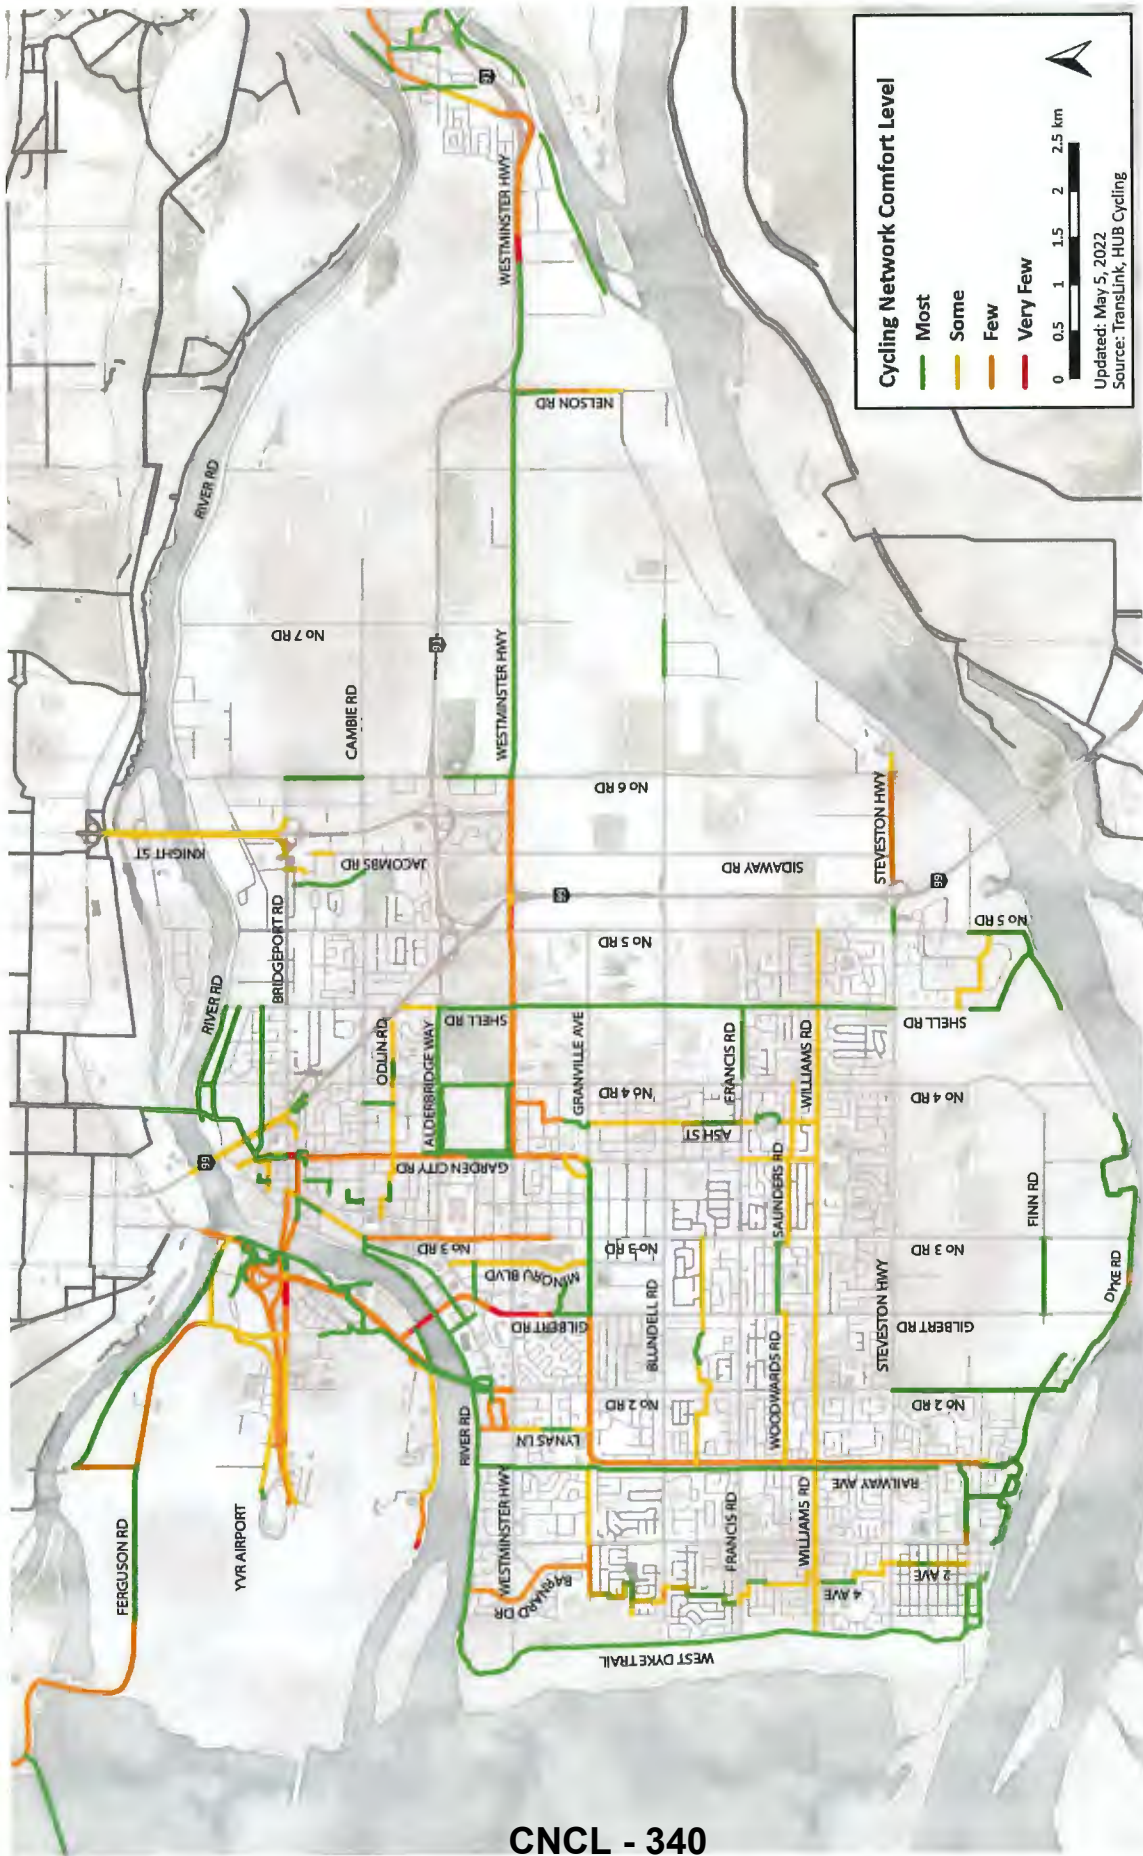 Cycling Network Comfort Level
Most
Some
Few
Very Few
0 0.5 1 1.5 2 2.5 km
Updated: May 5, 2022
Source: TransLink, HUB Cycling
FERGUSON RD
YVR AIRPORT
RIVER RD
WESTMINSTER HWY
BARNARD DR
LYNAS LN
WEST DYKE TRAIL
FRANCIS RD
WILLIAMS RD
4 AVE
2 AVE
RAILWAY AVE
No 2 RD
No 2 RD
WOODWARDS RD
BLUNDELL RD
GILBERT RD
GILBERT RD
MINORU BLVD
No 3 RD
No 3 RD
No 3 RD
STEVESTON HWY
SAUNDERS RD
DYKE RD
FINN RD
GARDEN CITY RD
ALDERBRIDGE WAY
ODLIN RD
99
RIVER RD
BRIDGEPORT RD
SHELL RD
GRANVILLE AVE
ASH ST
No 4 RD
No 4 RD
FRANCIS RD
WILLIAMS RD
SHELL RD
No 5 RD
No 5 RD
99
99
SIDAWAY RD
STEVESTON HWY
JACOMBS RD
KNIGHT ST
No 6 RD
CAMBIE RD
WESTMINSTER HWY
91
No 7 RD
RIVER RD
NELSON RD
WESTMINSTER HWY
91
CNCL - 340